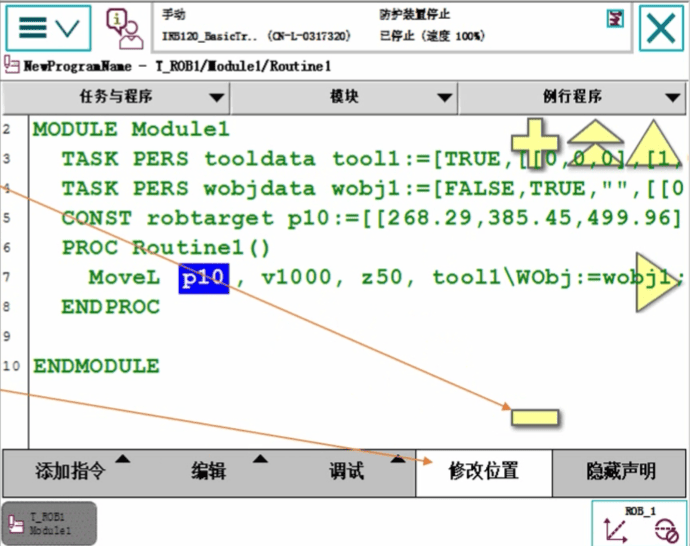 手动
防护装置停止
IRB120_BasicTr.. (CN-L-0317320)
已停止 (速度 100%)
NewProgramName - T_ROB1/Module1/Routine1
任务与程序
模块
例行程序
2 MODULE Module1
3 TASK PERS tooldata tool1:=[TRUE,[[0,0,0],[1,
4 TASK PERS wobjdata wobj1:=[FALSE,TRUE,"",[[0
5 CONST robtarget p10:=[[268.29,385.45,499.96]
6 PROC Routine1()
7 MoveL p10, v1000, z50, tool1\WObj:=wobj1;
8 ENDPROC
9
10 ENDMODULE
添加指令
编辑
调试
修改位置
隐藏声明
T_ROB1
Module1
ROB_1